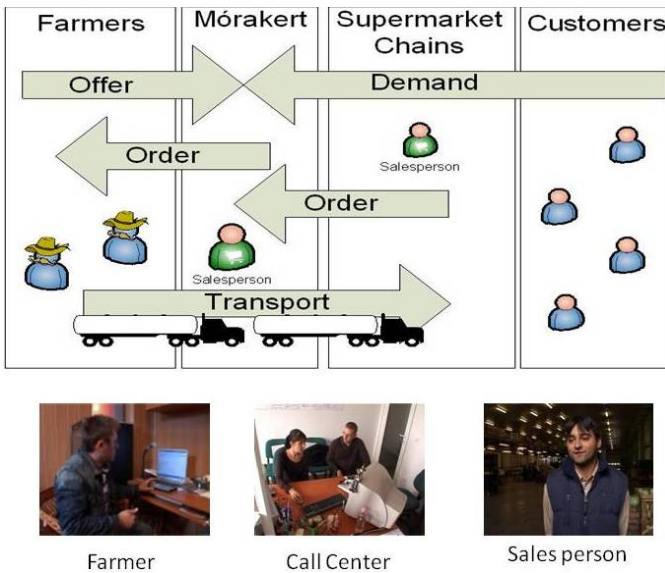 Farmers
Mórakert
Supermarket
Chains
Customers
Offer
Demand
Order
Salesperson
Order
Salesperson
Transport
Farmer
Call Center
Sales person